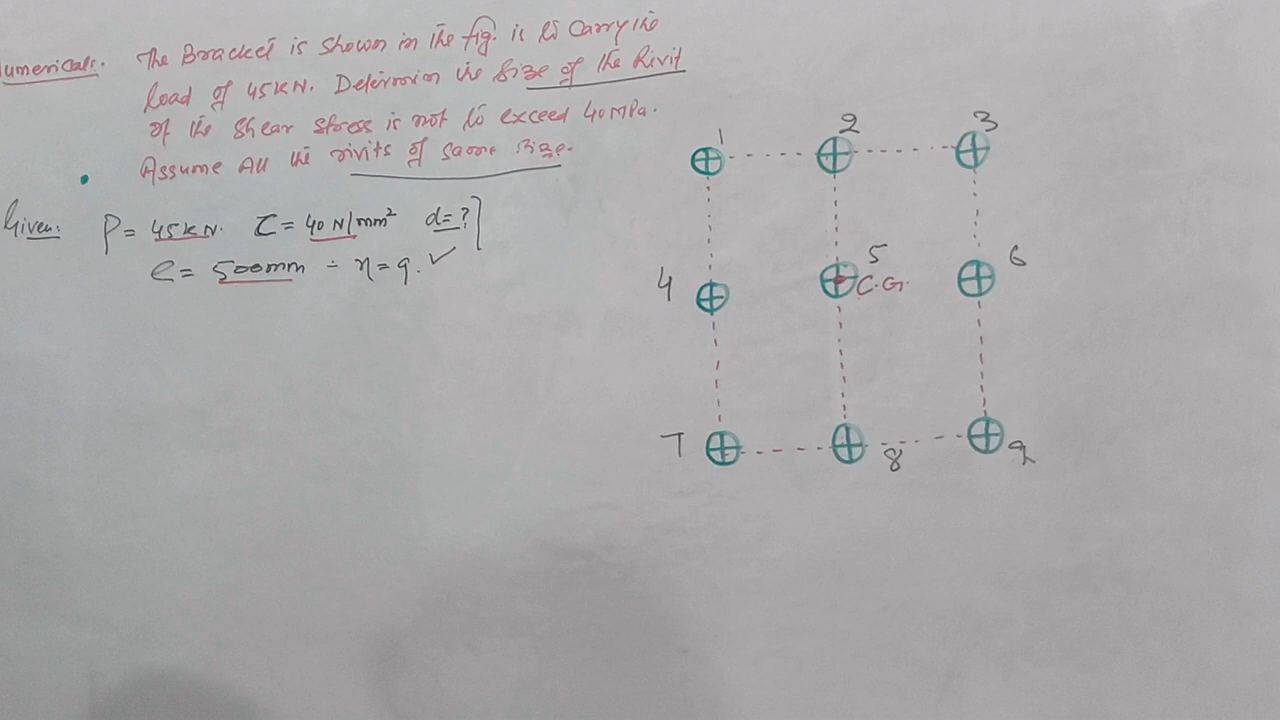 umericals. The Bracket is shown in the fig. is to carry the
load of 45KN. Determin the size of the Rivit
of the shear stress is not to exceed 40MPa.
Assume All the rivits of same size.
Given: P = 45KN. τ = 40 N/mm² d=?]
e = 500mm - n=9. ✓
1 2 3
4 5 6
C.G.
7 8 9